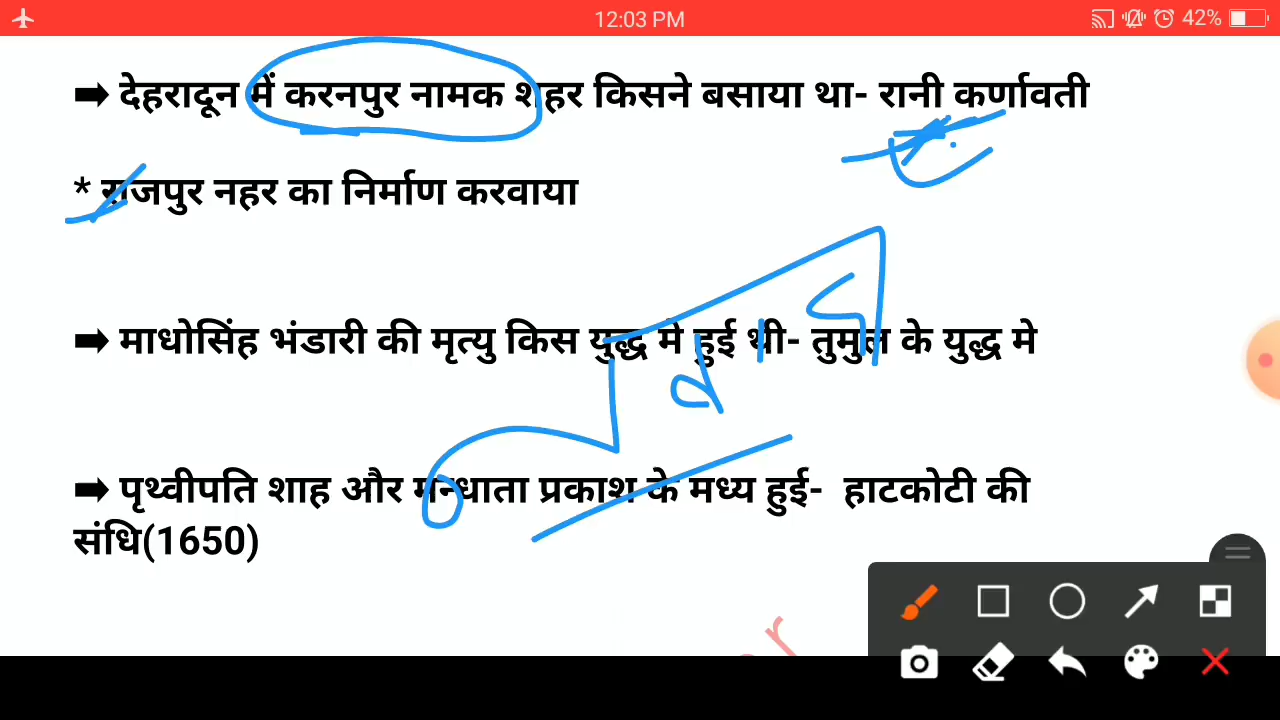 12:03 PM
42%
➡ देहरादून में करनपुर नामक शहर किसने बसाया था- रानी कर्णावती
* राजपुर नहर का निर्माण करवाया
➡ माधोसिंह भंडारी की मृत्यु किस युद्ध मे हुई थी- तुमुल के युद्ध मे
➡ पृथ्वीपति शाह और मन्धाता प्रकाश के मध्य हुई- हाटकोटी की
संधि(1650)